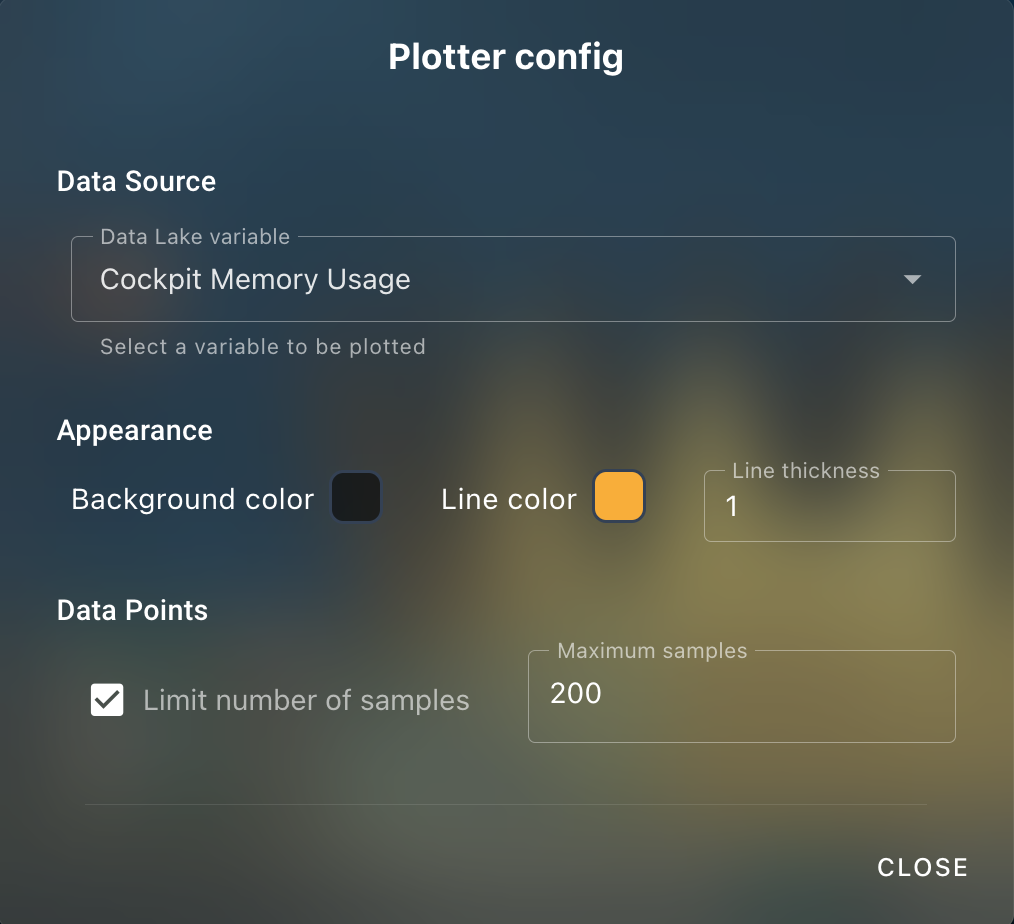 Plotter config
Data Source
Data Lake variable
Cockpit Memory Usage
Select a variable to be plotted
Appearance
Background color
Line color
Line thickness
1
Data Points
Maximum samples
Limit number of samples
200
CLOSE